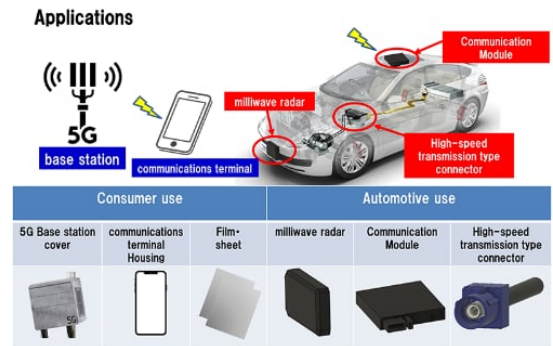 Applications
Communication
Module
milliwave radar
5G
base station
communications terminal
High-speed
transmission type
connector
Consumer use
Automotive use
5G Base station
cover
communications
terminal
Housing
Film・
sheet
milliwave radar
Communication
Module
High-speed
transmission type
connector
5G